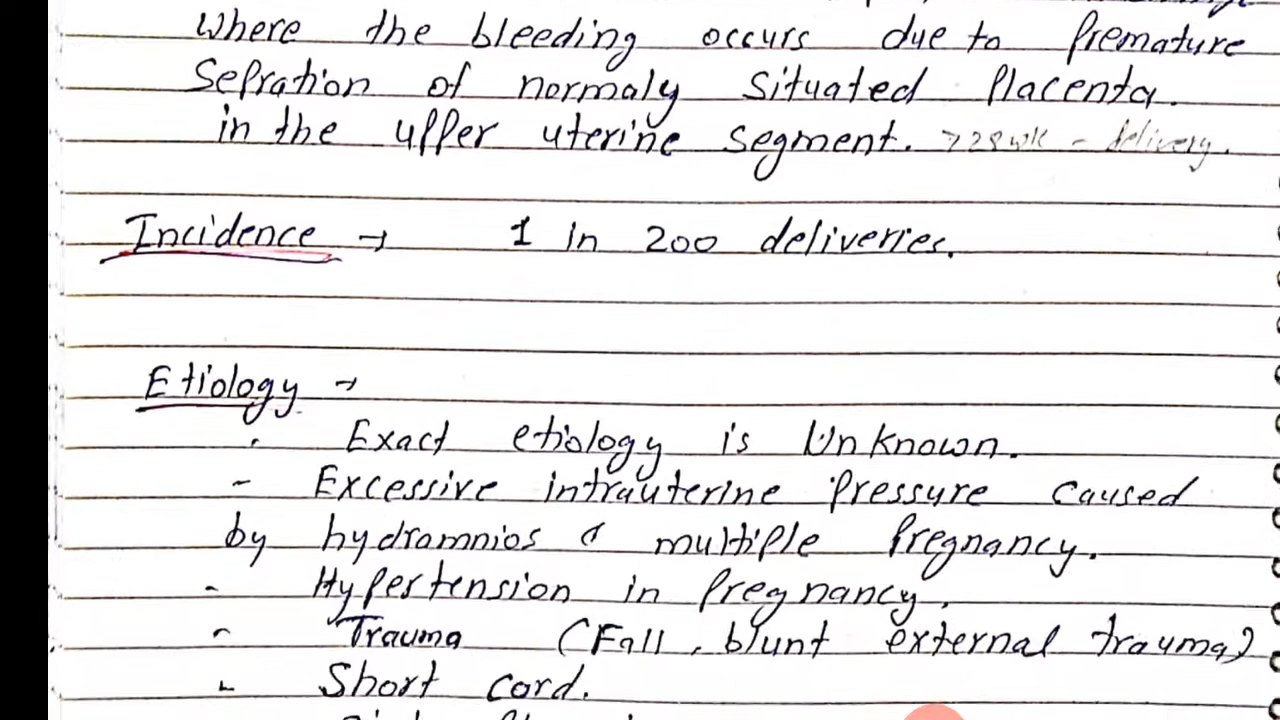 Where the bleeding occurs due to Premature
Sepration of normaly Situated Placenta.
in the upper uterine segment. >28 wk - delivery.
Incidence → 1 in 200 deliveries.
Etiology →
. Exact etiology is Unknown.
- Excessive intrauterine Pressure caused
by hydramnios & multiple Pregnancy.
- Hypertension in Pregnancy.
- Trauma (Fall, blunt external trauma)
- Short cord.